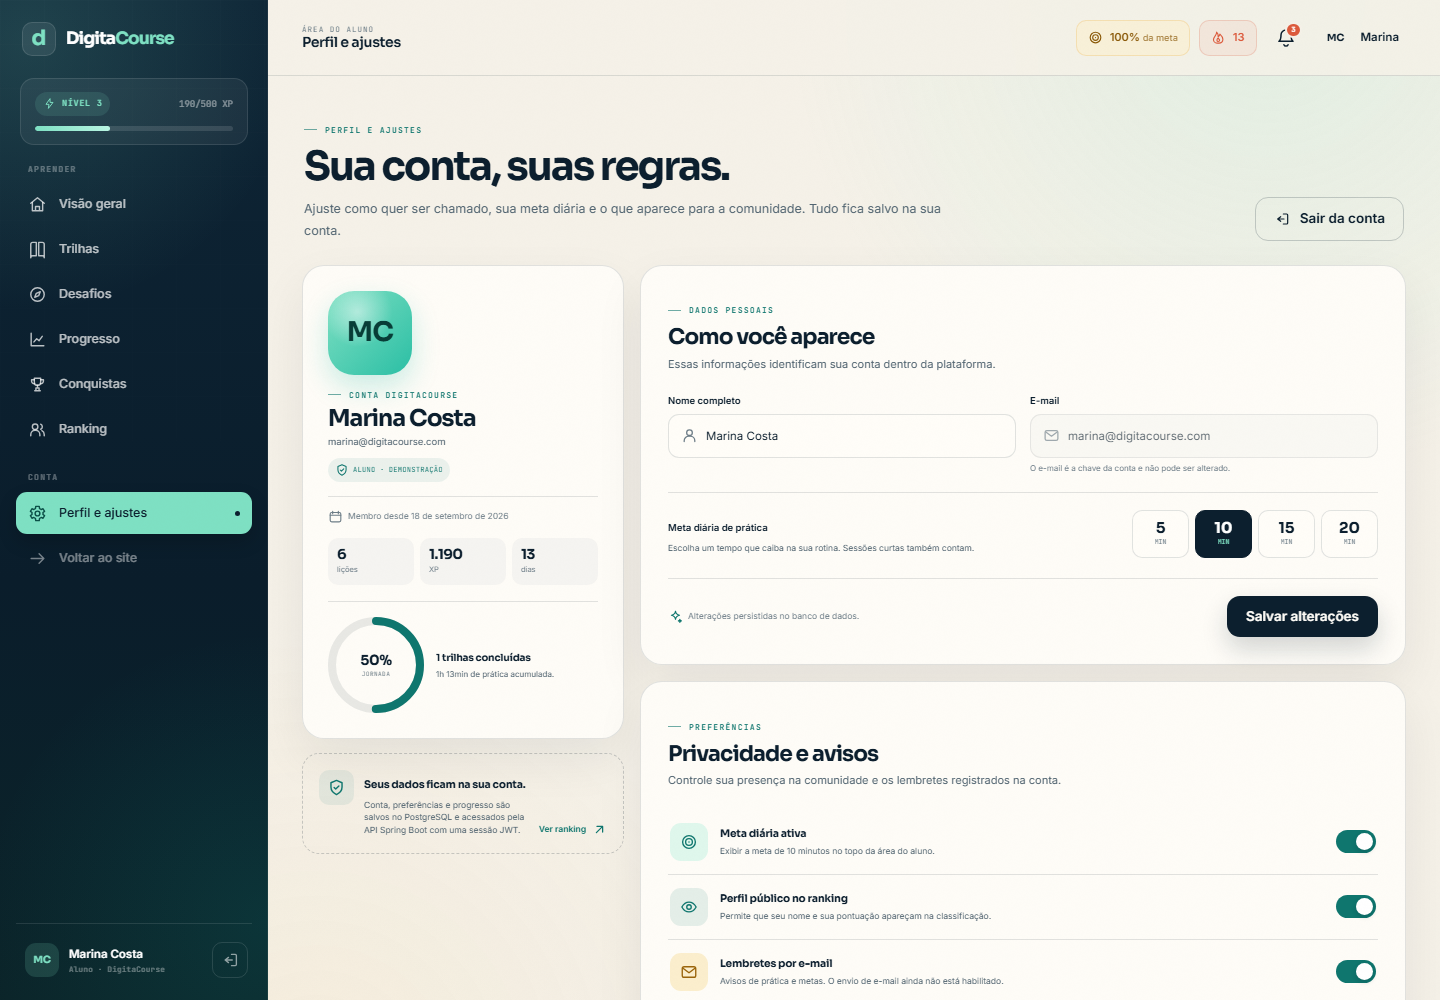 d DigitaCourse
NÍVEL 3 190/500 XP
APRENDER
Visão geral
Trilhas
Desafios
Progresso
Conquistas
Ranking
CONTA
Perfil e ajustes
Voltar ao site
MC Marina Costa
Aluno · DigitaCourse
ÁREA DO ALUNO
Perfil e ajustes
100% da meta
13
3
MC Marina
PERFIL E AJUSTES
Sua conta, suas regras.
Ajuste como quer ser chamado, sua meta diária e o que aparece para a comunidade. Tudo fica salvo na sua
conta.
Sair da conta
MC
CONTA DIGITACOURSE
Marina Costa
marina@digitacourse.com
ALUNO · DEMONSTRAÇÃO
Membro desde 18 de setembro de 2026
6 lições
1.190 XP
13 dias
50%
JORNADA
1 trilhas concluídas
1h 13min de prática acumulada.
Seus dados ficam na sua conta.
Conta, preferências e progresso são
salvos no PostgreSQL e acessados pela
API Spring Boot com uma sessão JWT.
Ver ranking
DADOS PESSOAIS
Como você aparece
Essas informações identificam sua conta dentro da plataforma.
Nome completo
Marina Costa
E-mail
marina@digitacourse.com
O e-mail é a chave da conta e não pode ser alterado.
Meta diária de prática
Escolha um tempo que caiba na sua rotina. Sessões curtas também contam.
5 MIN
10 MIN
15 MIN
20 MIN
Alterações persistidas no banco de dados.
Salvar alterações
PREFERÊNCIAS
Privacidade e avisos
Controle sua presença na comunidade e os lembretes registrados na conta.
Meta diária ativa
Exibir a meta de 10 minutos no topo da área do aluno.
Perfil público no ranking
Permite que seu nome e sua pontuação apareçam na classificação.
Lembretes por e-mail
Avisos de prática e metas. O envio de e-mail ainda não está habilitado.